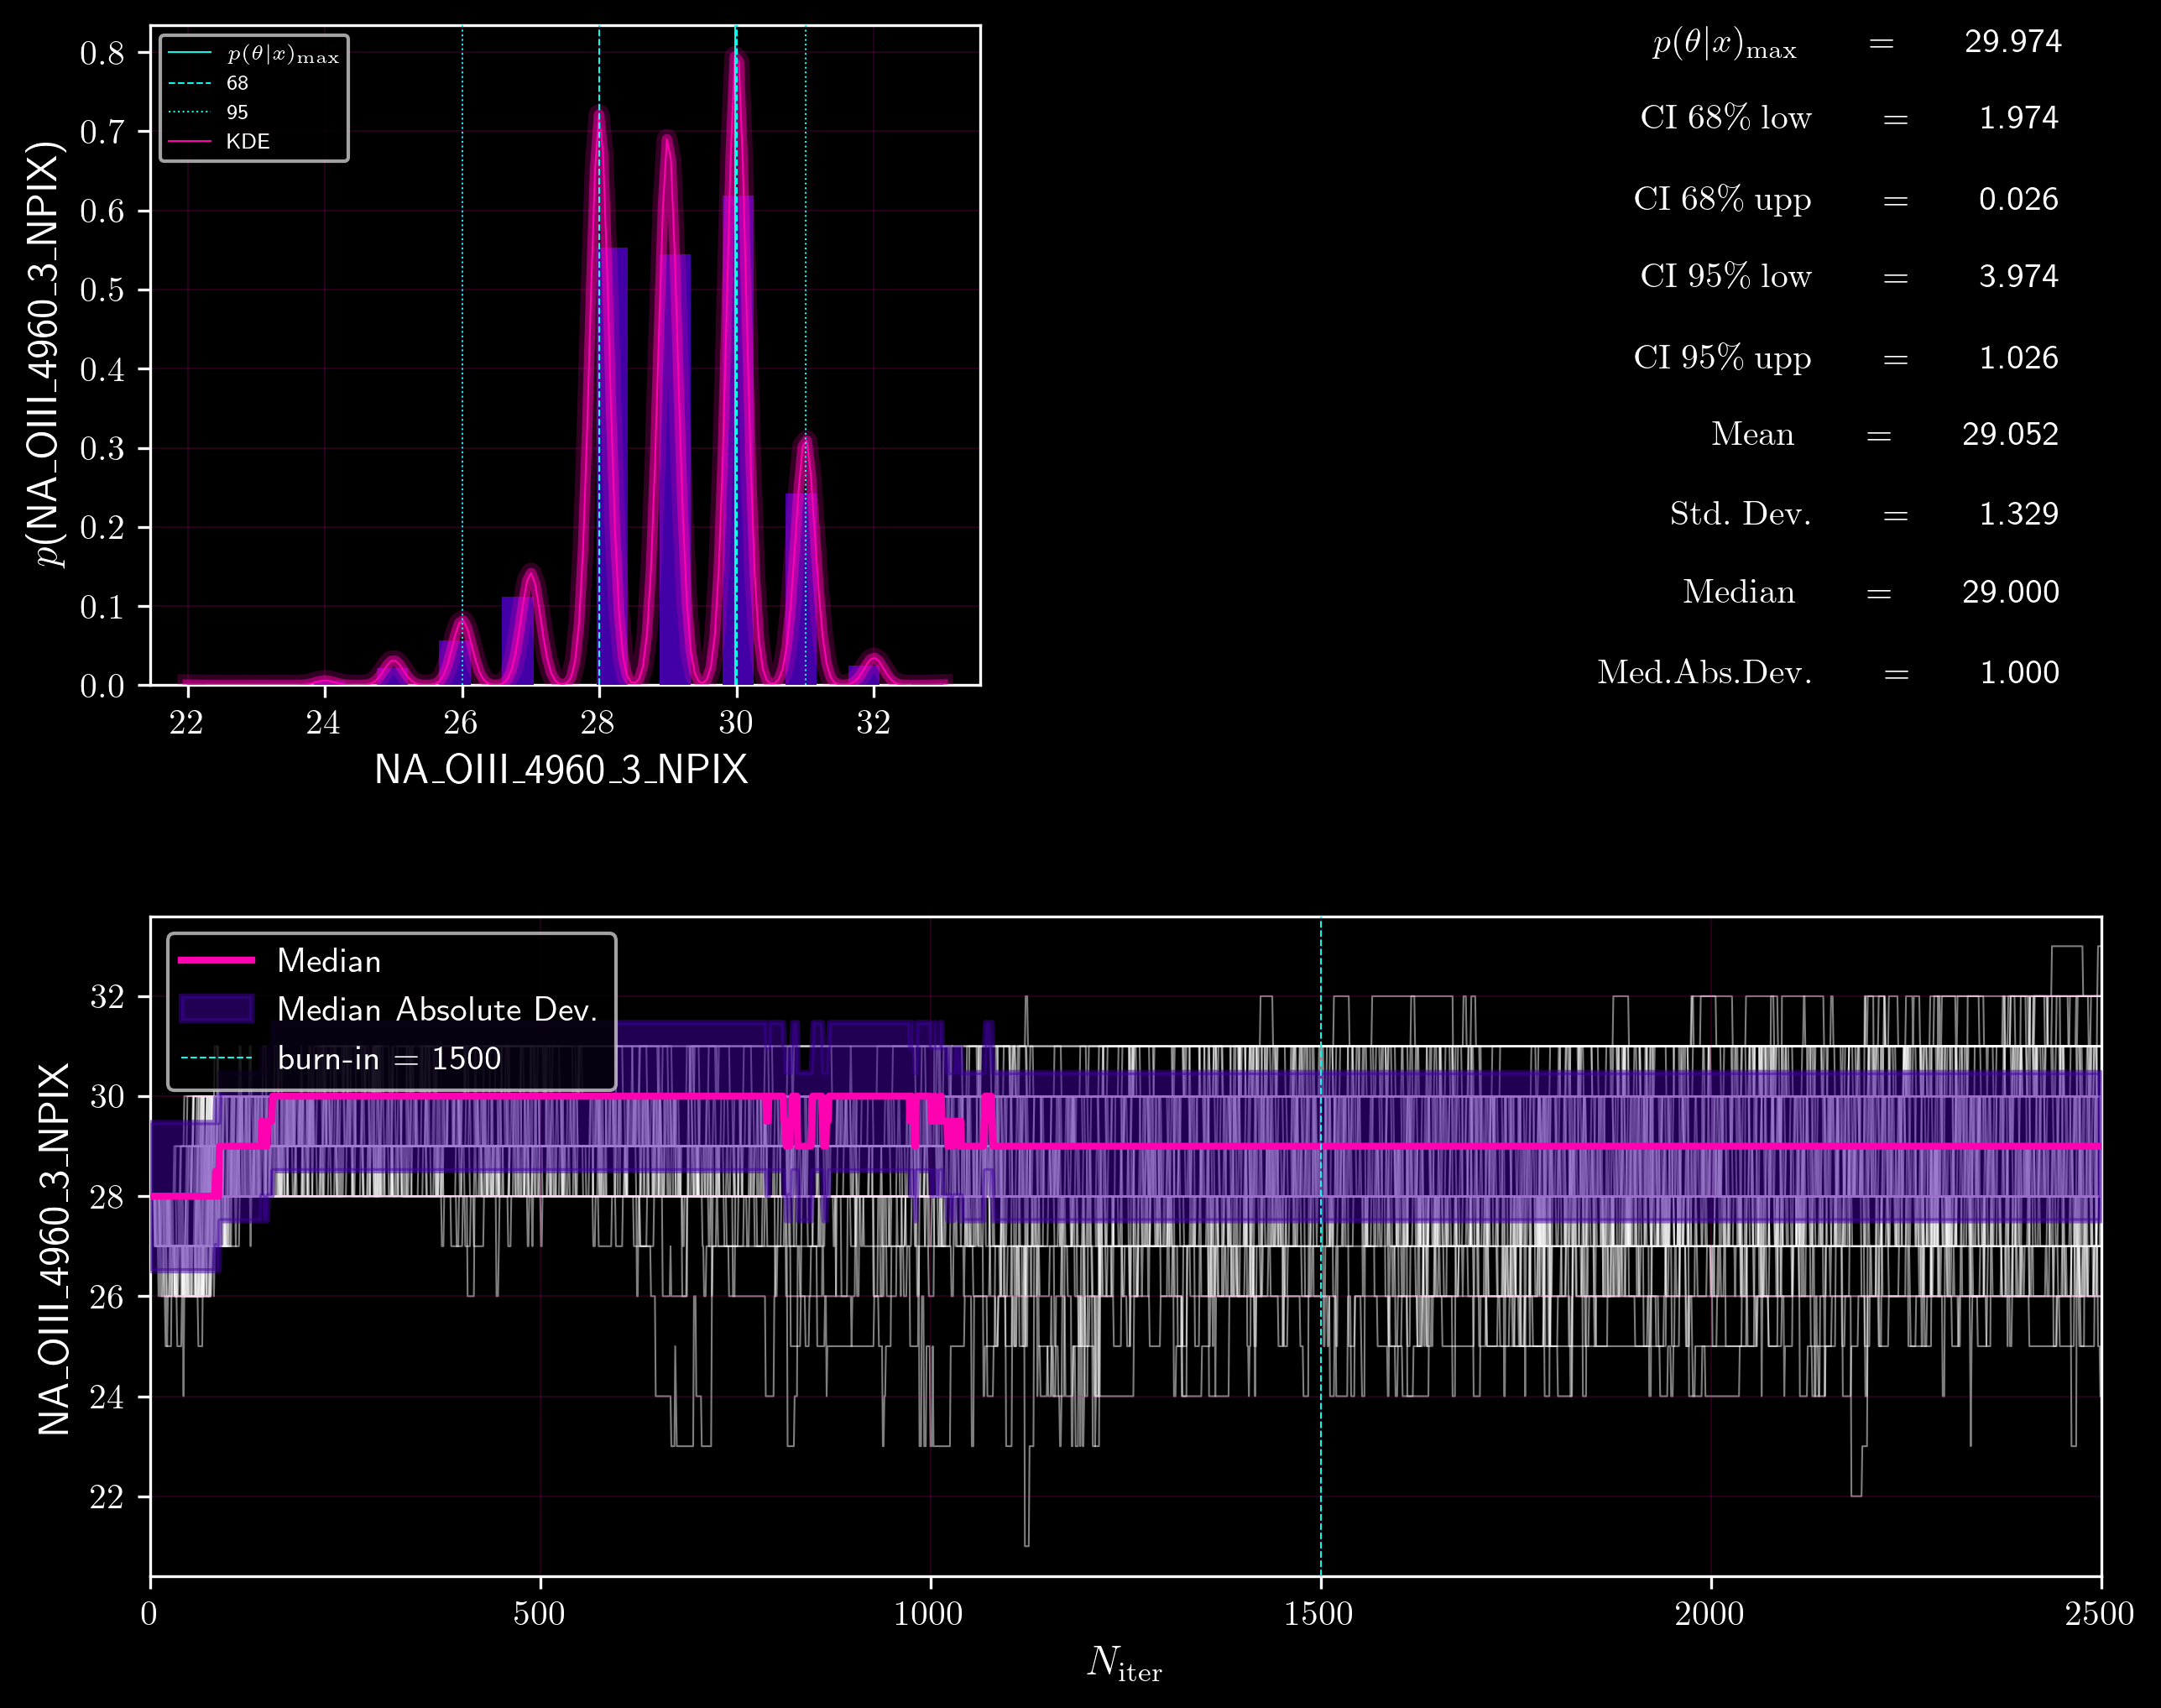 p(θ|x)max
68
95
KDE
0.8
0.7
0.6
0.5
0.4
0.3
0.2
0.1
0.0
p(NA_OIII_4960_3_NPIX)
22 24 26 28 30 32
NA_OIII_4960_3_NPIX
p(θ|x)max = 29.974
CI 68% low = 1.974
CI 68% upp = 0.026
CI 95% low = 3.974
CI 95% upp = 1.026
Mean = 29.052
Std. Dev. = 1.329
Median = 29.000
Med.Abs.Dev. = 1.000
Median
Median Absolute Dev.
burn-in = 1500
32
30
28
26
24
22
NA_OIII_4960_3_NPIX
0 500 1000 1500 2000 2500
Niter